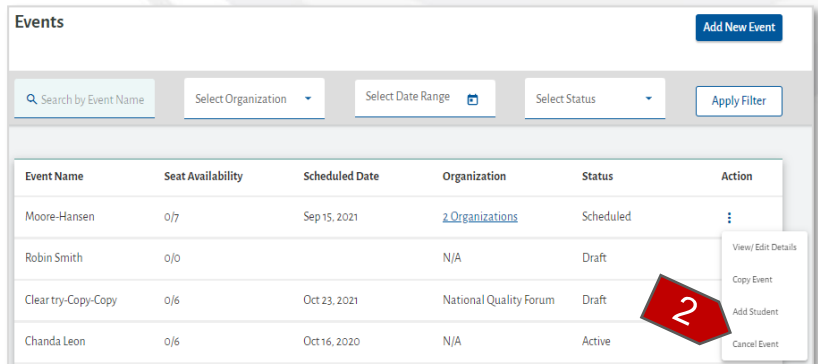 Events
Add New Event
Search by Event Name Select Organization Select Date Range Select Status Apply Filter
Event Name Seat Availability Scheduled Date Organization Status Action
Moore-Hansen 0/7 Sep 15, 2021 2 Organizations Scheduled
View/ Edit Details
Robin Smith 0/0 N/A Draft
Copy Event
Clear try-Copy-Copy 0/6 Oct 23, 2021 National Quality Forum Draft
2 Add Student
Chanda Leon 0/6 Oct 16, 2020 N/A Active
Cancel Event